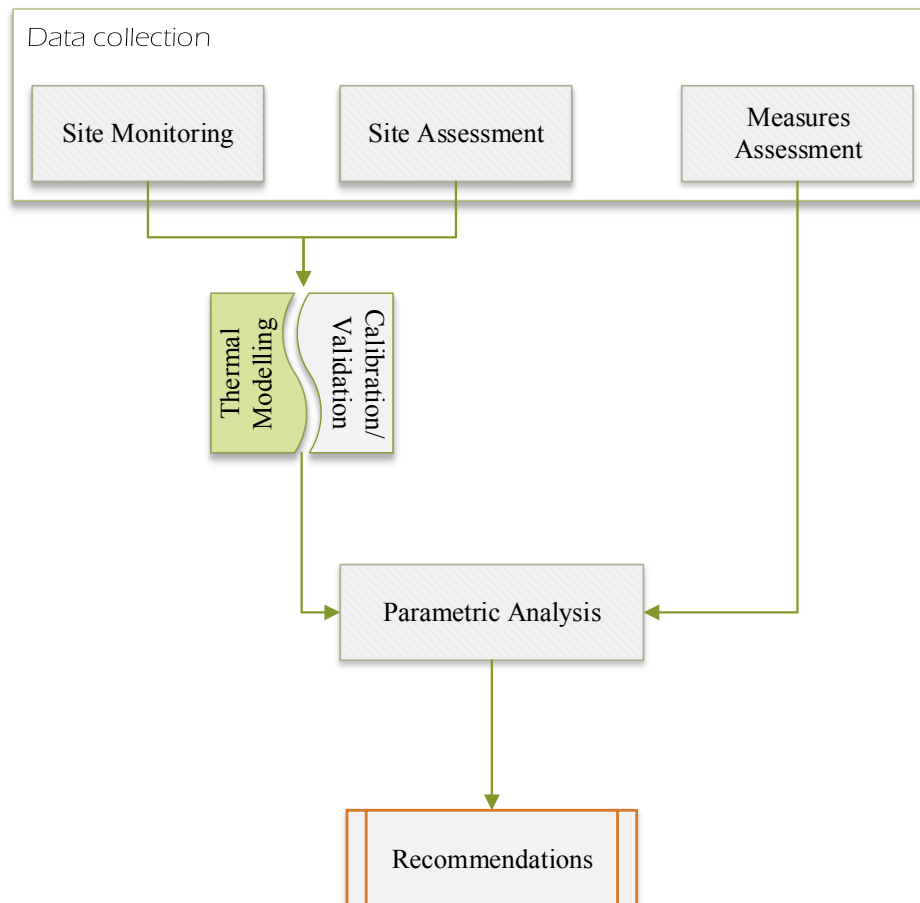 Data collection
Site Monitoring
Site Assessment
Measures
Assessment
Thermal
Modelling
Calibration/
Validation
Parametric Analysis
Recommendations